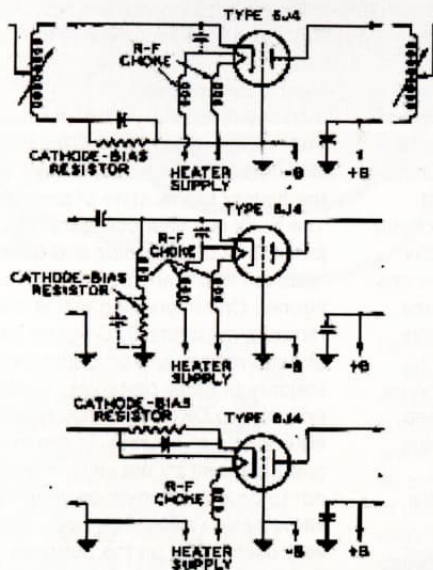 TYPE 6J4
R-F
CHOKE
CATHODE-BIAS
RESISTOR
HEATER
SUPPLY
-B
+B
TYPE 6J4
R-F
CHOKE
CATHODE-BIAS
RESISTOR
HEATER
SUPPLY
-B
+B
CATHODE-BIAS
RESISTOR
TYPE 6J4
R-F
CHOKE
HEATER
SUPPLY
-B
+B